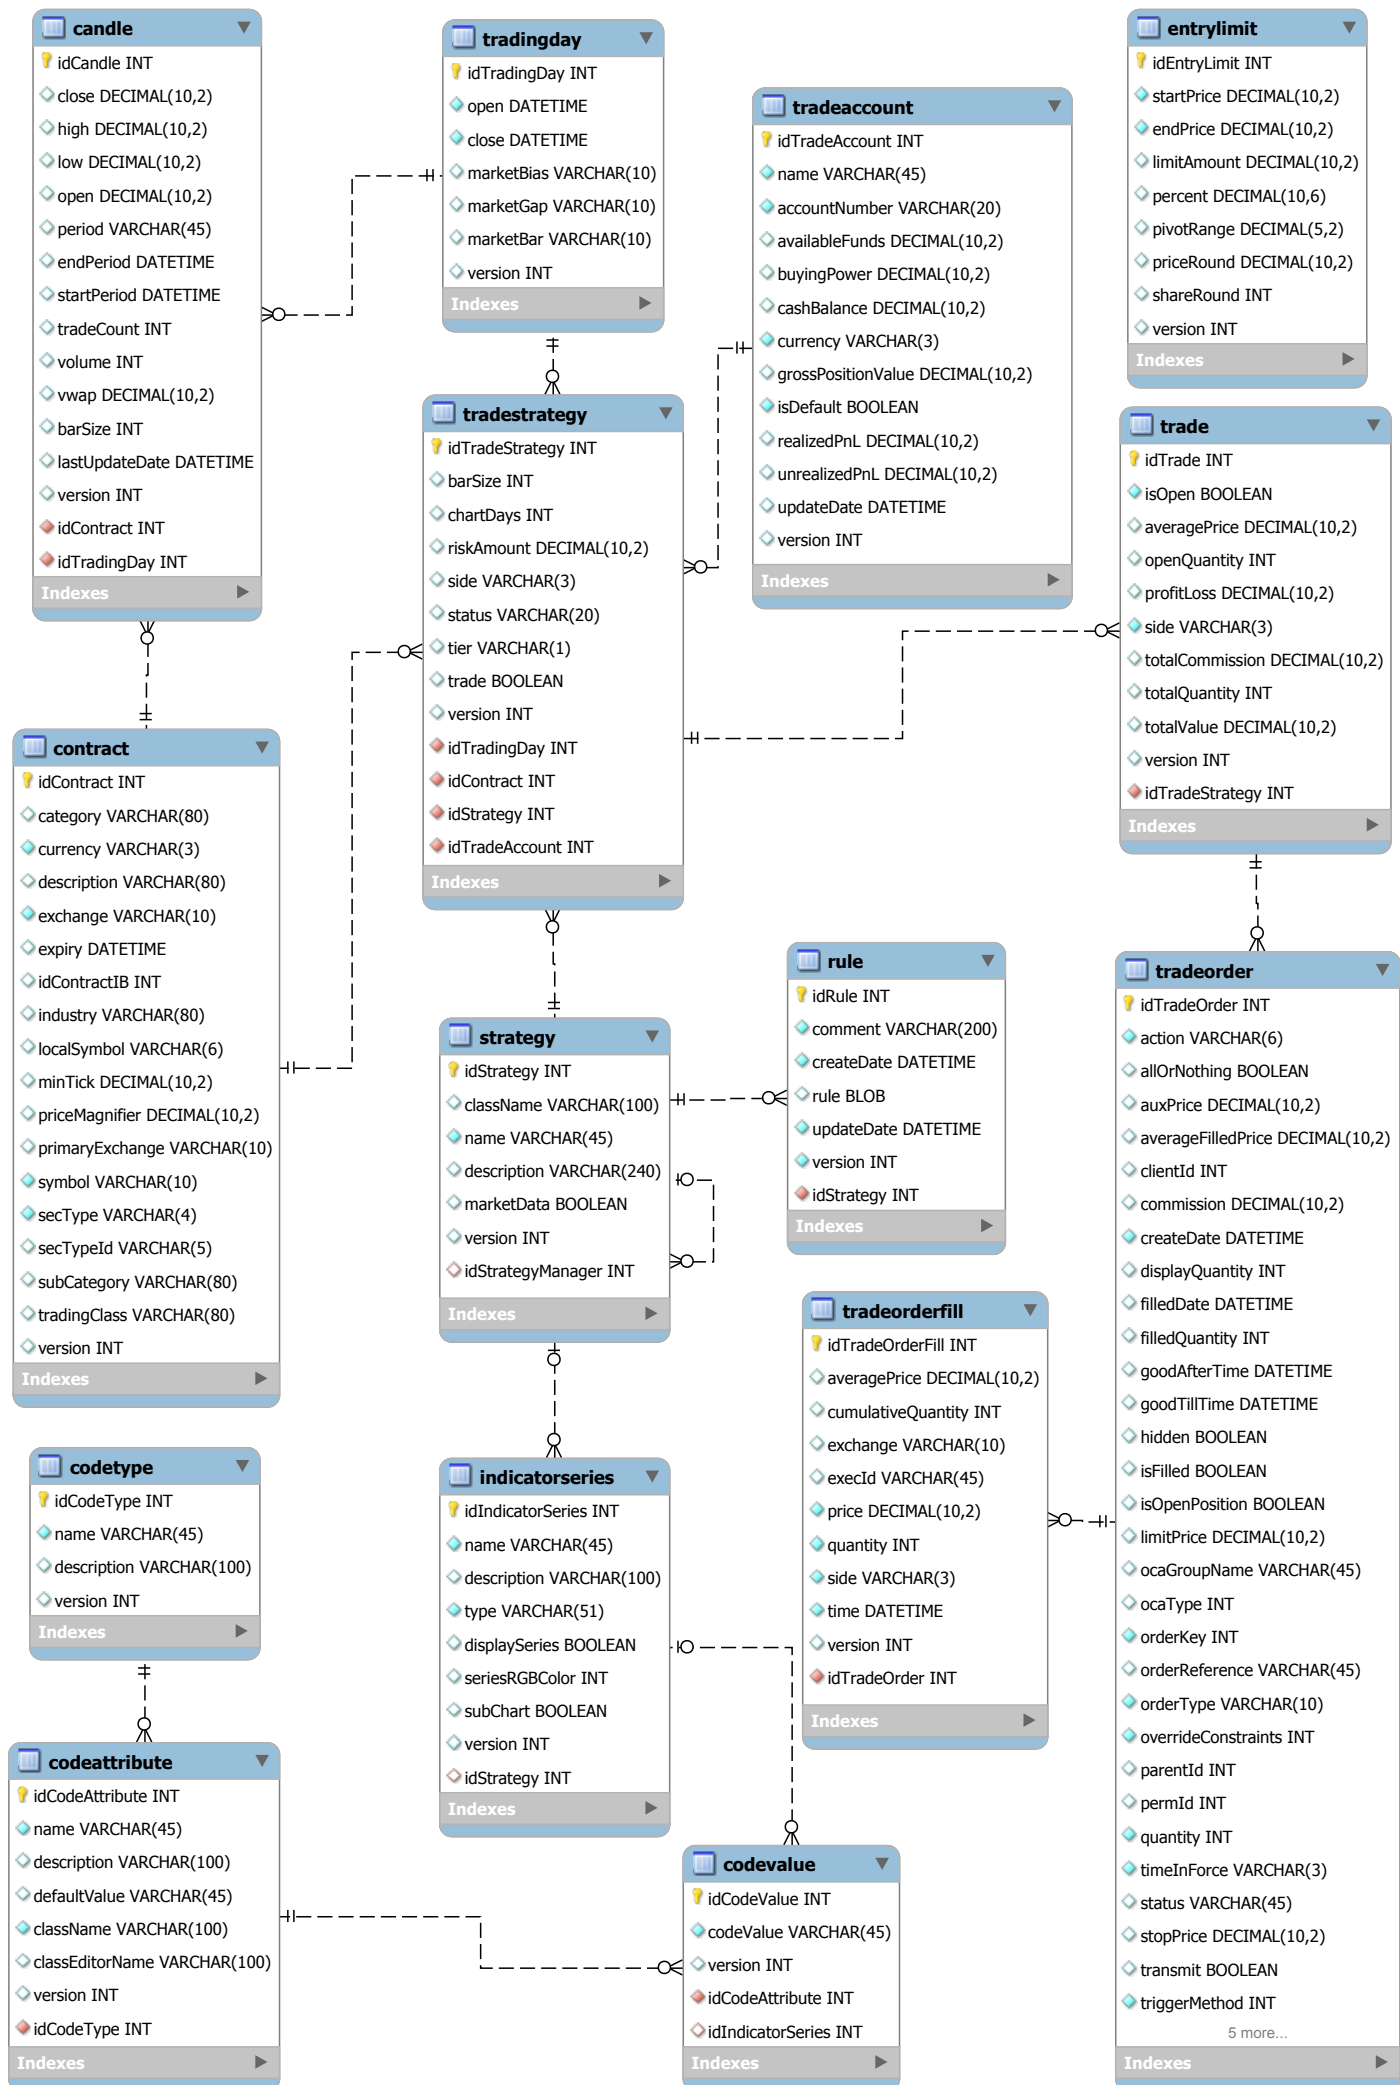 candle
idCandle INT
close DECIMAL(10,2)
high DECIMAL(10,2)
low DECIMAL(10,2)
open DECIMAL(10,2)
period VARCHAR(45)
endPeriod DATETIME
startPeriod DATETIME
tradeCount INT
volume INT
vwap DECIMAL(10,2)
barSize INT
lastUpdateDate DATETIME
version INT
idContract INT
idTradingDay INT
Indexes
tradingday
idTradingDay INT
open DATETIME
close DATETIME
marketBias VARCHAR(10)
marketGap VARCHAR(10)
marketBar VARCHAR(10)
version INT
Indexes
tradeaccount
idTradeAccount INT
name VARCHAR(45)
accountNumber VARCHAR(20)
availableFunds DECIMAL(10,2)
buyingPower DECIMAL(10,2)
cashBalance DECIMAL(10,2)
currency VARCHAR(3)
grossPositionValue DECIMAL(10,2)
isDefault BOOLEAN
realizedPnL DECIMAL(10,2)
unrealizedPnL DECIMAL(10,2)
updateDate DATETIME
version INT
Indexes
entrylimit
idEntryLimit INT
startPrice DECIMAL(10,2)
endPrice DECIMAL(10,2)
limitAmount DECIMAL(10,2)
percent DECIMAL(10,6)
pivotRange DECIMAL(5,2)
priceRound DECIMAL(10,2)
shareRound INT
version INT
Indexes
tradestrategy
idTradeStrategy INT
barSize INT
chartDays INT
riskAmount DECIMAL(10,2)
side VARCHAR(3)
status VARCHAR(20)
tier VARCHAR(1)
trade BOOLEAN
version INT
idTradingDay INT
idContract INT
idStrategy INT
idTradeAccount INT
Indexes
trade
idTrade INT
isOpen BOOLEAN
averagePrice DECIMAL(10,2)
openQuantity INT
profitLoss DECIMAL(10,2)
side VARCHAR(3)
totalCommission DECIMAL(10,2)
totalQuantity INT
totalValue DECIMAL(10,2)
version INT
idTradeStrategy INT
Indexes
contract
idContract INT
category VARCHAR(80)
currency VARCHAR(3)
description VARCHAR(80)
exchange VARCHAR(10)
expiry DATETIME
idContractIB INT
industry VARCHAR(80)
localSymbol VARCHAR(6)
minTick DECIMAL(10,2)
priceMagnifier DECIMAL(10,2)
primaryExchange VARCHAR(10)
symbol VARCHAR(10)
secType VARCHAR(4)
secTypeId VARCHAR(5)
subCategory VARCHAR(80)
tradingClass VARCHAR(80)
version INT
Indexes
strategy
idStrategy INT
className VARCHAR(100)
name VARCHAR(45)
description VARCHAR(240)
marketData BOOLEAN
version INT
idStrategyManager INT
Indexes
rule
idRule INT
comment VARCHAR(200)
createDate DATETIME
rule BLOB
updateDate DATETIME
version INT
idStrategy INT
Indexes
tradeorder
idTradeOrder INT
action VARCHAR(6)
allOrNothing BOOLEAN
auxPrice DECIMAL(10,2)
averageFilledPrice DECIMAL(10,2)
clientId INT
commission DECIMAL(10,2)
createDate DATETIME
displayQuantity INT
filledDate DATETIME
filledQuantity INT
goodAfterTime DATETIME
goodTillTime DATETIME
hidden BOOLEAN
isFilled BOOLEAN
isOpenPosition BOOLEAN
limitPrice DECIMAL(10,2)
ocaGroupName VARCHAR(45)
ocaType INT
orderKey INT
orderReference VARCHAR(45)
orderType VARCHAR(10)
overrideConstraints INT
parentId INT
permId INT
quantity INT
timeInForce VARCHAR(3)
status VARCHAR(45)
stopPrice DECIMAL(10,2)
transmit BOOLEAN
triggerMethod INT
5 more...
Indexes
tradeorderfill
idTradeOrderFill INT
averagePrice DECIMAL(10,2)
cumulativeQuantity INT
exchange VARCHAR(10)
execId VARCHAR(45)
price DECIMAL(10,2)
quantity INT
side VARCHAR(3)
time DATETIME
version INT
idTradeOrder INT
Indexes
codetype
idCodeType INT
name VARCHAR(45)
description VARCHAR(100)
version INT
Indexes
indicatorseries
idIndicatorSeries INT
name VARCHAR(45)
description VARCHAR(100)
type VARCHAR(51)
displaySeries BOOLEAN
seriesRGBColor INT
subChart BOOLEAN
version INT
idStrategy INT
Indexes
codeattribute
idCodeAttribute INT
name VARCHAR(45)
description VARCHAR(100)
defaultValue VARCHAR(45)
className VARCHAR(100)
classEditorName VARCHAR(100)
version INT
idCodeType INT
Indexes
codevalue
idCodeValue INT
codeValue VARCHAR(45)
version INT
idCodeAttribute INT
idIndicatorSeries INT
Indexes